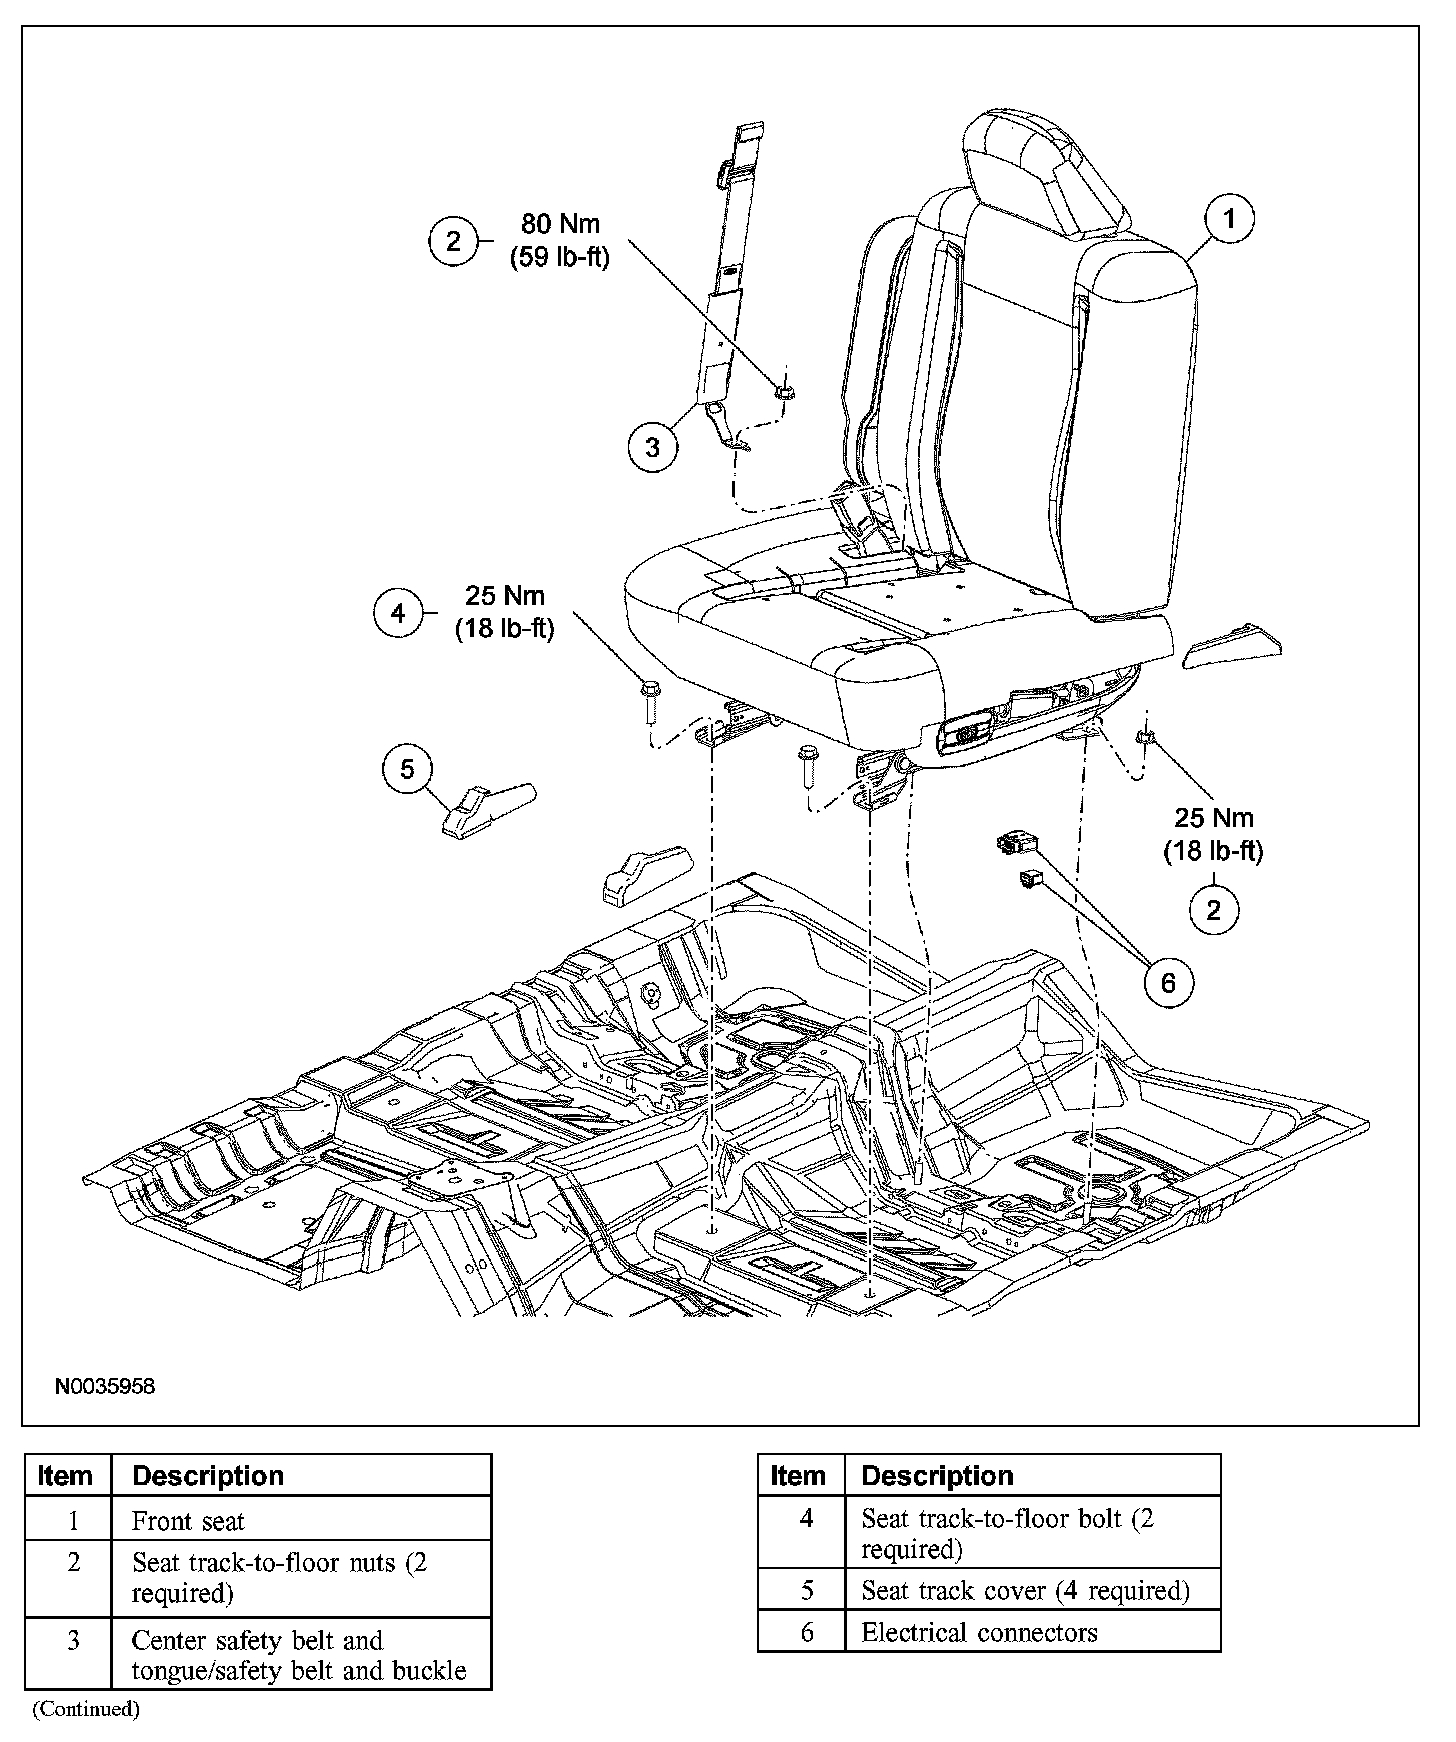 1
2
80 Nm
(59 lb-ft)
3
4
25 Nm
(18 lb-ft)
5
25 Nm
(18 lb-ft)
2
6
N0035958
Item Description
1 Front seat
2 Seat track-to-floor nuts (2
required)
3 Center safety belt and
tongue/safety belt and buckle
(Continued)
Item Description
4 Seat track-to-floor bolt (2
required)
5 Seat track cover (4 required)
6 Electrical connectors